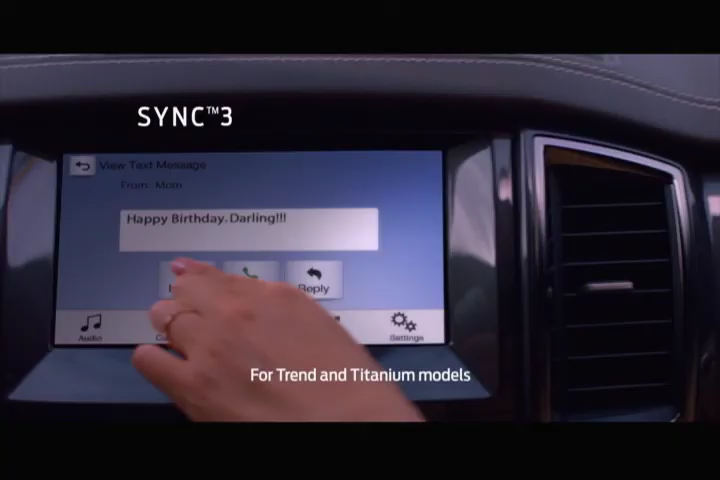 SYNC™3
View Text Message
From: Mom
Happy Birthday. Darling!!!
Reply
Audio
Settings
For Trend and Titanium models